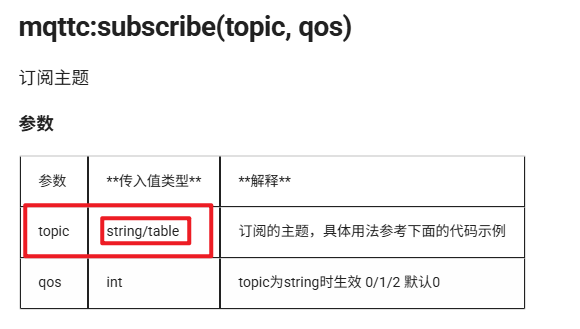 mqttc:subscribe(topic, qos)
订阅主题
参数
参数 **传入值类型** **解释**
topic string/table 订阅的主题，具体用法参考下面的代码示例
qos int topic为string时生效 0/1/2 默认0